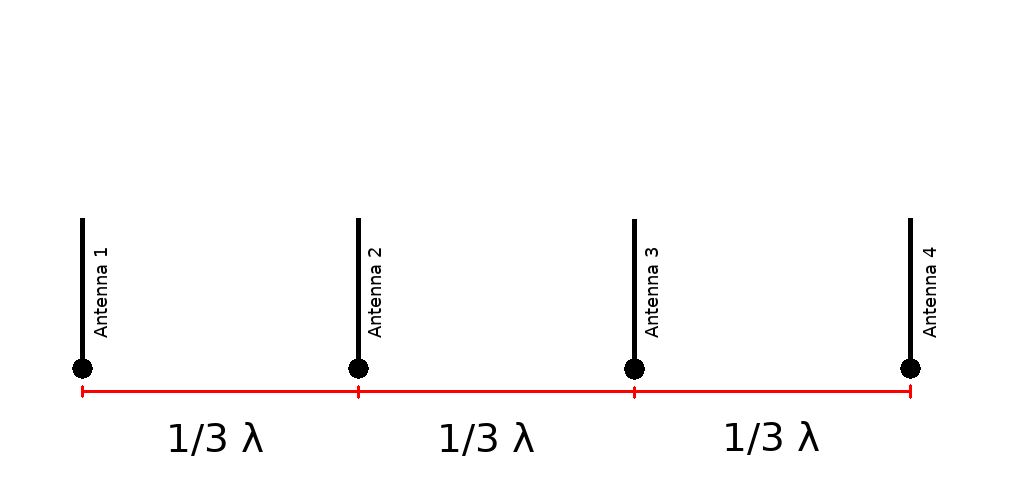 Antenna 1
Antenna 2
Antenna 3
Antenna 4
1/3 λ
1/3 λ
1/3 λ